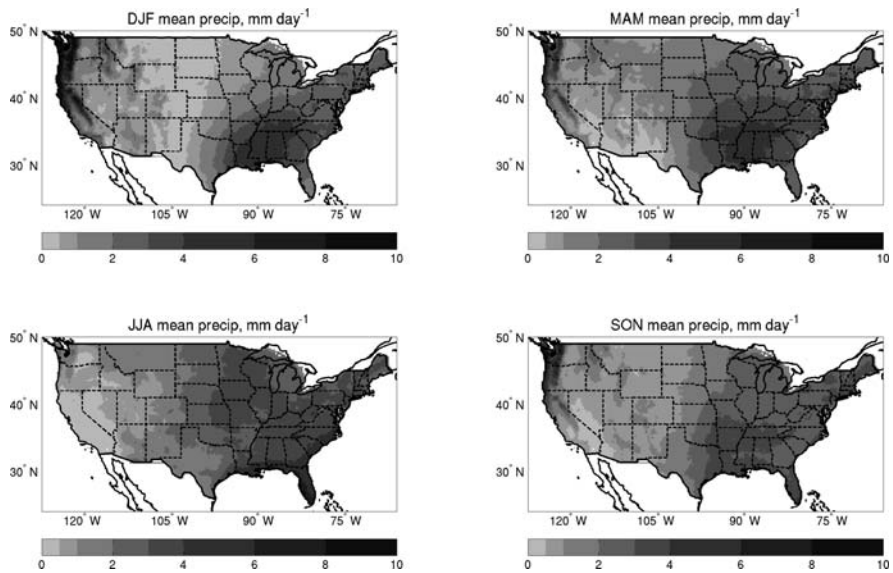 DJF mean precip, mm day-1
50° N
40° N
30° N
120° W 105° W 90° W 75° W
0 2 4 6 8 10
MAM mean precip, mm day-1
50° N
40° N
30° N
120° W 105° W 90° W 75° W
0 2 4 6 8 10
JJA mean precip, mm day-1
50° N
40° N
30° N
120° W 105° W 90° W 75° W
0 2 4 6 8 10
SON mean precip, mm day-1
50° N
40° N
30° N
120° W 105° W 90° W 75° W
0 2 4 6 8 10